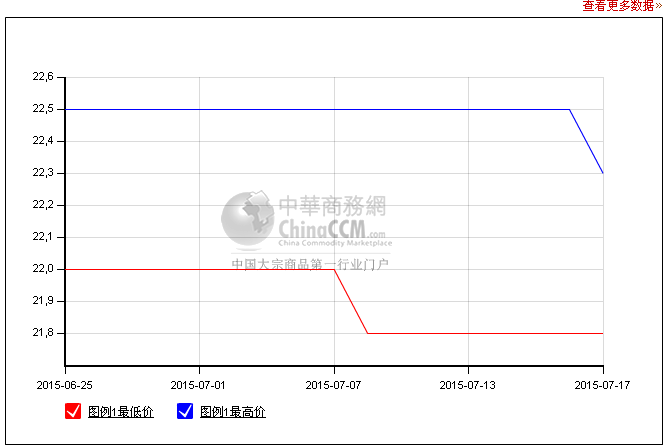 查看更多数据»
22,6
22,5
22,4
22,3
22,2
22,1
22,0
21,9
21,8
中華商務網
ChinaCCM.com
China Commodity Marketplace
中国大宗商品第一行业门户
2015-06-25 2015-07-01 2015-07-07 2015-07-13 2015-07-17
图例1最低价 图例1最高价